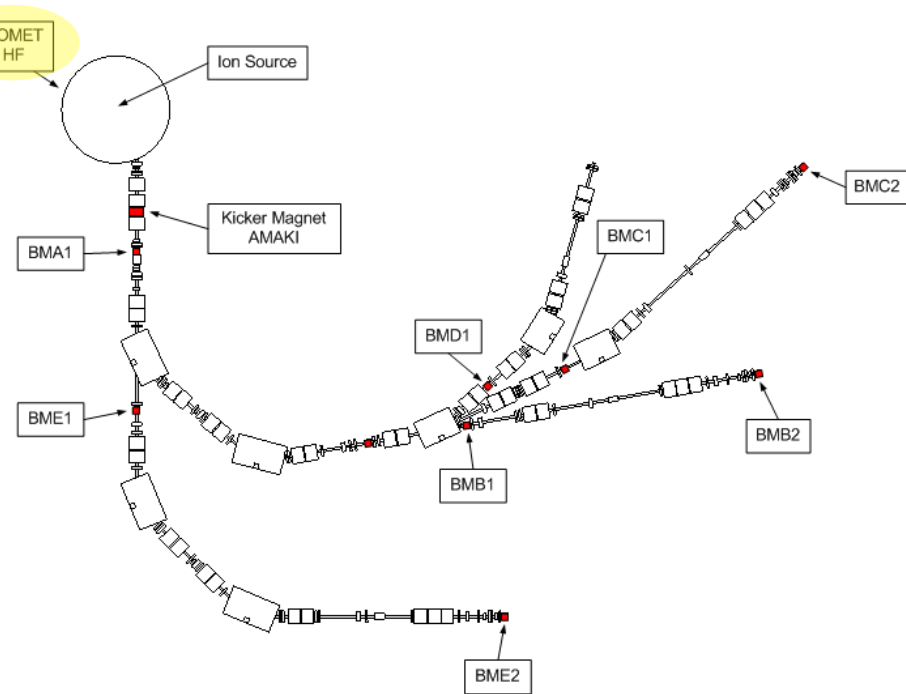 OMET
HF
Ion Source
BMC2
Kicker Magnet
AMAKI
BMC1
BMA1
BMD1
BME1
BMB2
BMB1
BME2